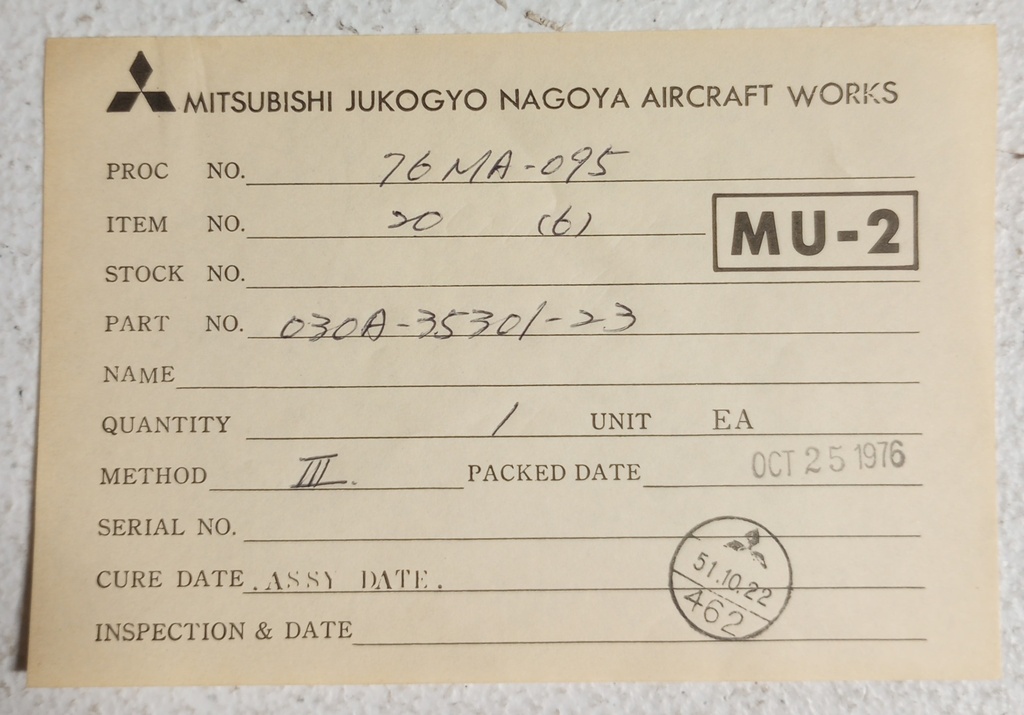 MITSUBISHI JUKOGYO NAGOYA AIRCRAFT WORKS
PROC NO. 76MA-095
ITEM NO. 20 (6)
MU-2
STOCK NO.
PART NO. 030A-35301-23
NAME
QUANTITY 1 UNIT EA
METHOD III. PACKED DATE OCT 25 1976
SERIAL NO.
CURE DATE. ASSY DATE.
51.10.22
462
INSPECTION & DATE